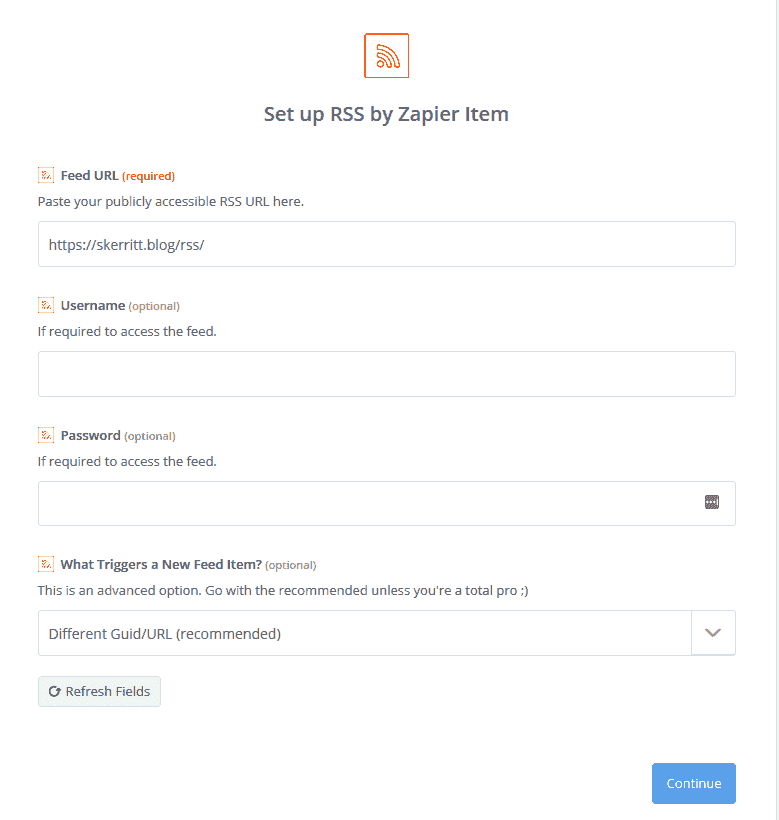 Set up RSS by Zapier Item
Feed URL (required)
Paste your publicly accessible RSS URL here.
https://skerritt.blog/rss/
Username (optional)
If required to access the feed.
Password (optional)
If required to access the feed.
What Triggers a New Feed Item? (optional)
This is an advanced option. Go with the recommended unless you're a total pro ;)
Different Guid/URL (recommended)
Refresh Fields
Continue